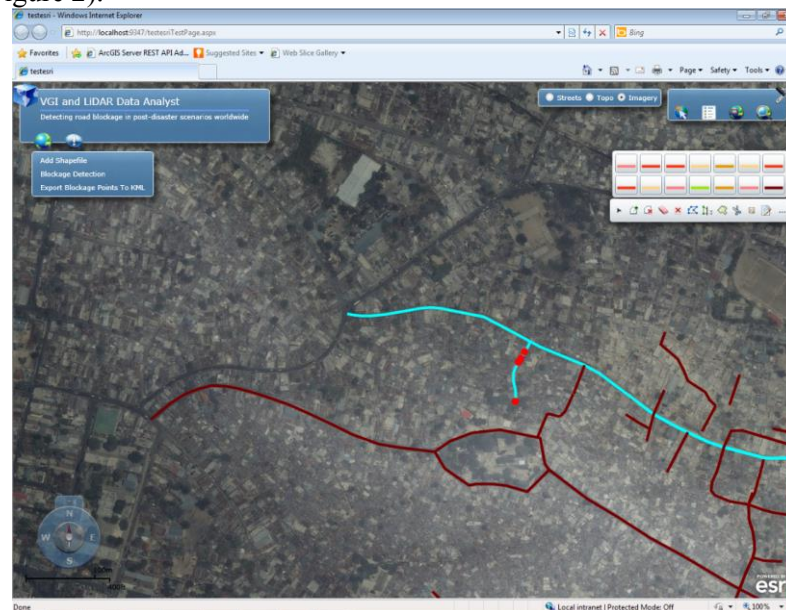 igure 2).
testesri - Windows Internet Explorer
http://localhost:9347/testesriTestPage.aspx
Bing
Favorites ArcGIS Server REST API Ad... Suggested Sites Web Slice Gallery
testesri
Page Safety Tools
VGI and LiDAR Data Analyst
Detecting road blockage in post-disaster scenarios worldwide
Streets Topo Imagery
Add Shapefile
Blockage Detection
Export Blockage Points To KML
N
W E
S
esri
Done
Local intranet | Protected Mode: Off
100%